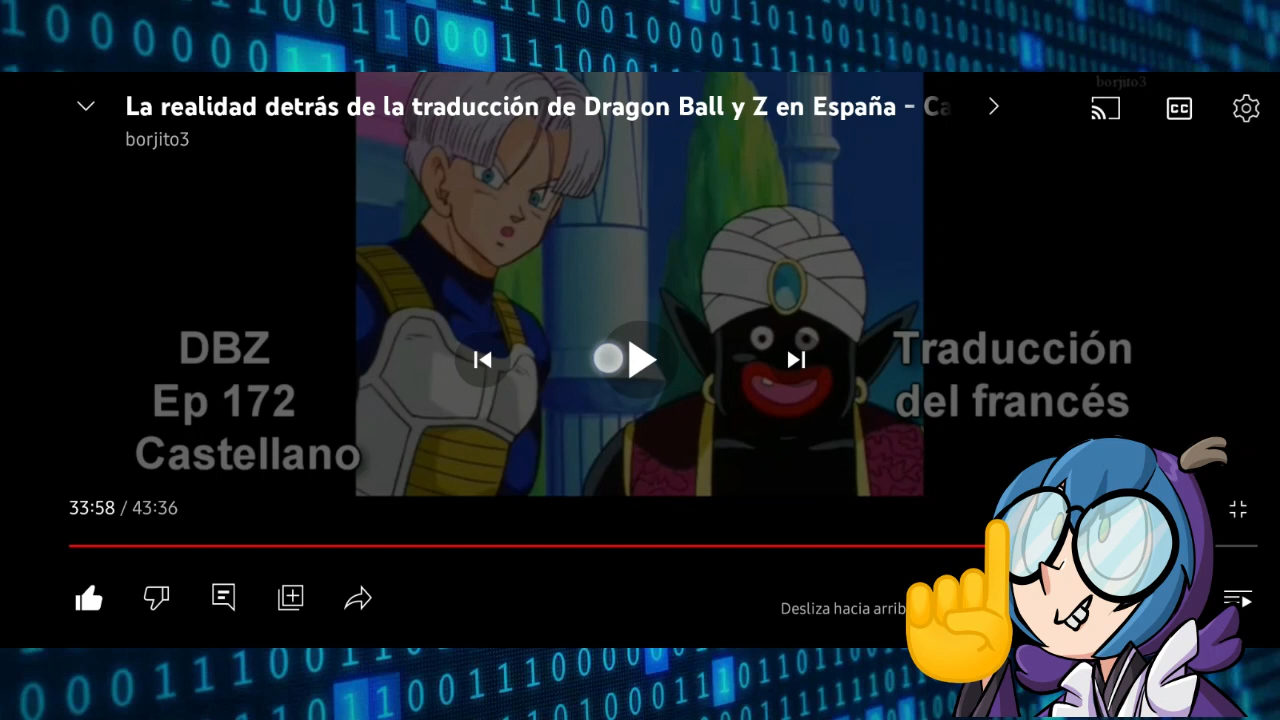 borjito3
La realidad detrás de la traducción de Dragon Ball y Z en España - Ca
CC
borjito3
DBZ
Ep 172
Castellano
Traducción
del francés
33:58 / 43:36
Desliza hacia arrib